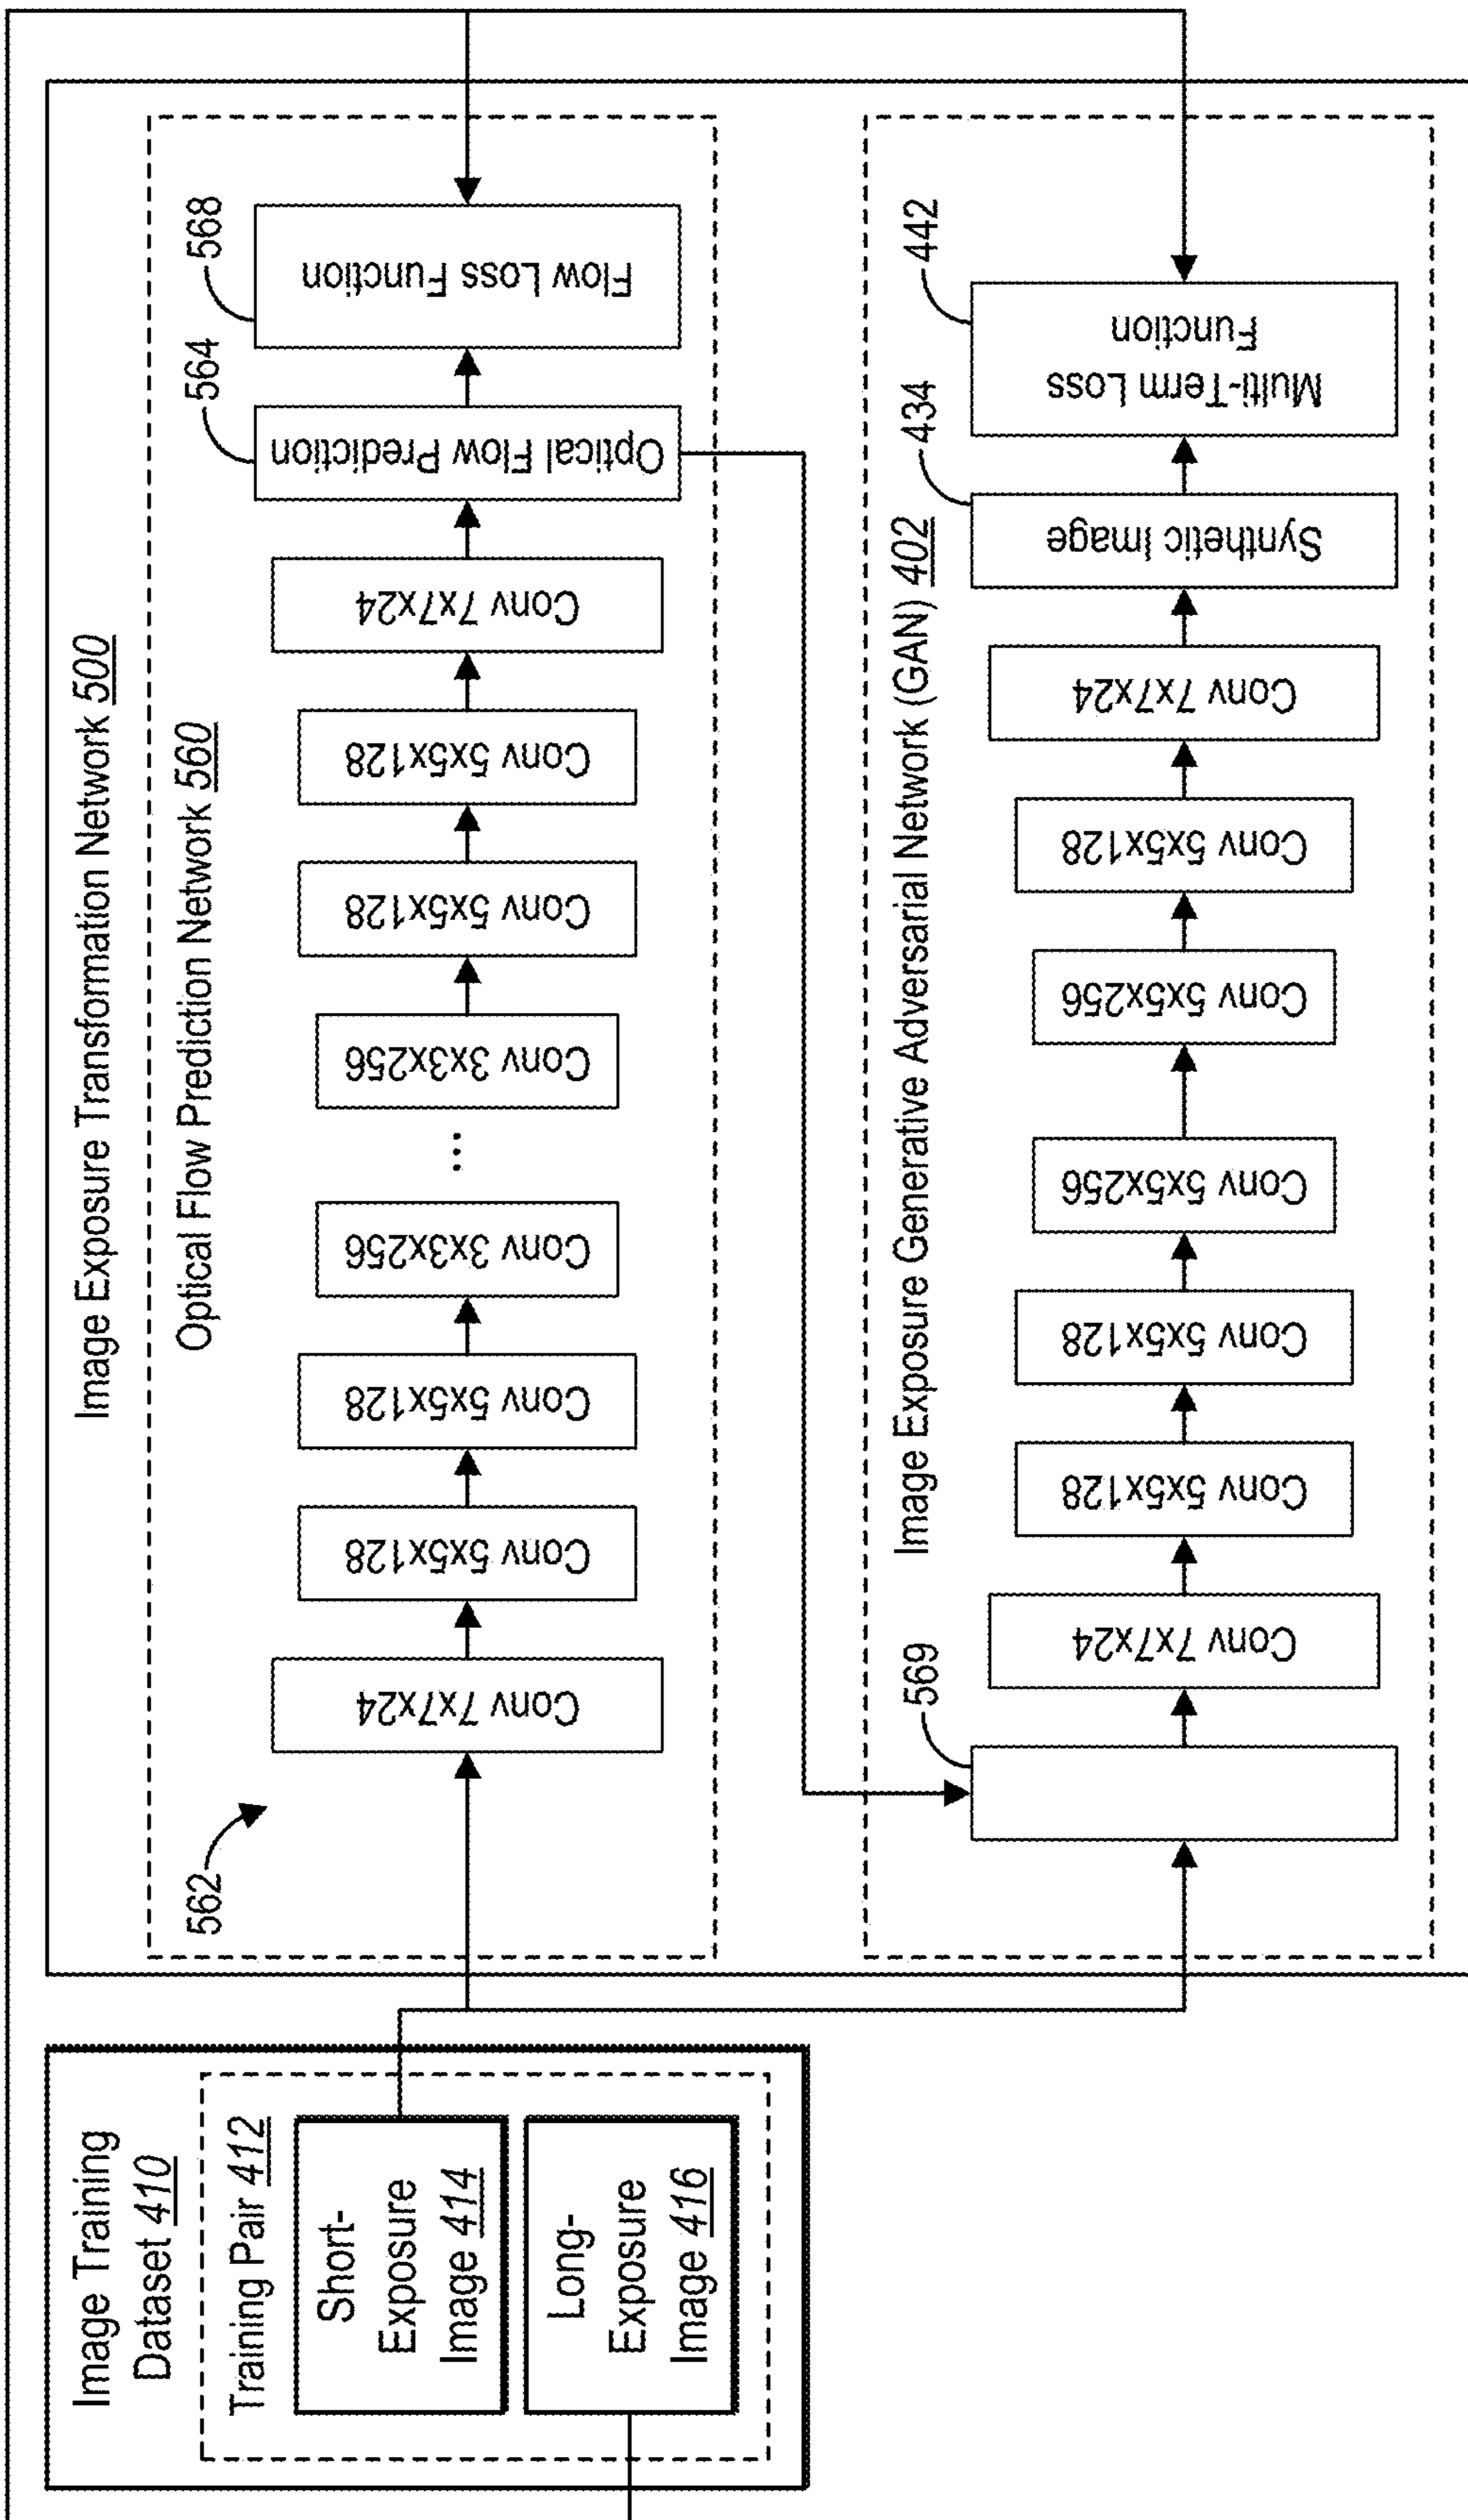 Image Training
Dataset 410
Training Pair 412
Short-
Exposure
Image 414
Long-
Exposure
Image 416
Image Exposure Transformation Network 500
Optical Flow Prediction Network 560
562
Conv 7x7x24
Conv 5x5x128
Conv 5x5x128
Conv 3x3x256
...
Conv 3x3x256
Conv 5x5x128
Conv 5x5x128
Conv 7x7x24
Optical Flow Prediction
564
Flow Loss Function
568
Image Exposure Generative Adversarial Network (GAN) 402
569
Conv 7x7x24
Conv 5x5x128
Conv 5x5x128
Conv 5x5x256
Conv 5x5x256
Conv 5x5x128
Conv 7x7x24
Synthetic Image
434
Multi-Term Loss
Function
442